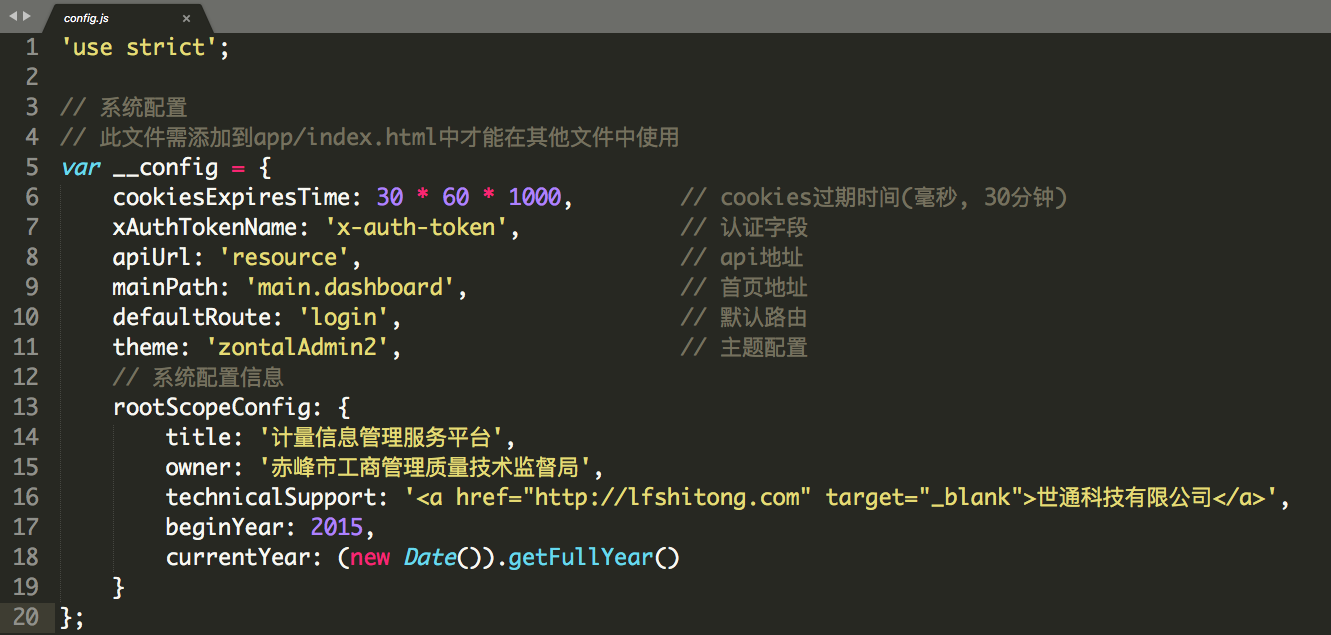 config.js ×
1 'use strict';
2
3 // 系统配置
4 // 此文件需添加到app/index.html中才能在其他文件中使用
5 var __config = {
6 cookiesExpiresTime: 30 * 60 * 1000, // cookies过期时间(毫秒, 30分钟)
7 xAuthTokenName: 'x-auth-token', // 认证字段
8 apiUrl: 'resource', // api地址
9 mainPath: 'main.dashboard', // 首页地址
10 defaultRoute: 'login', // 默认路由
11 theme: 'zontalAdmin2', // 主题配置
12 // 系统配置信息
13 rootScopeConfig: {
14 title: '计量信息管理服务平台',
15 owner: '赤峰市工商管理质量技术监督局',
16 technicalSupport: '<a href="http://lfshitong.com" target="_blank">世通科技有限公司</a>',
17 beginYear: 2015,
18 currentYear: (new Date()).getFullYear()
19 }
20 };